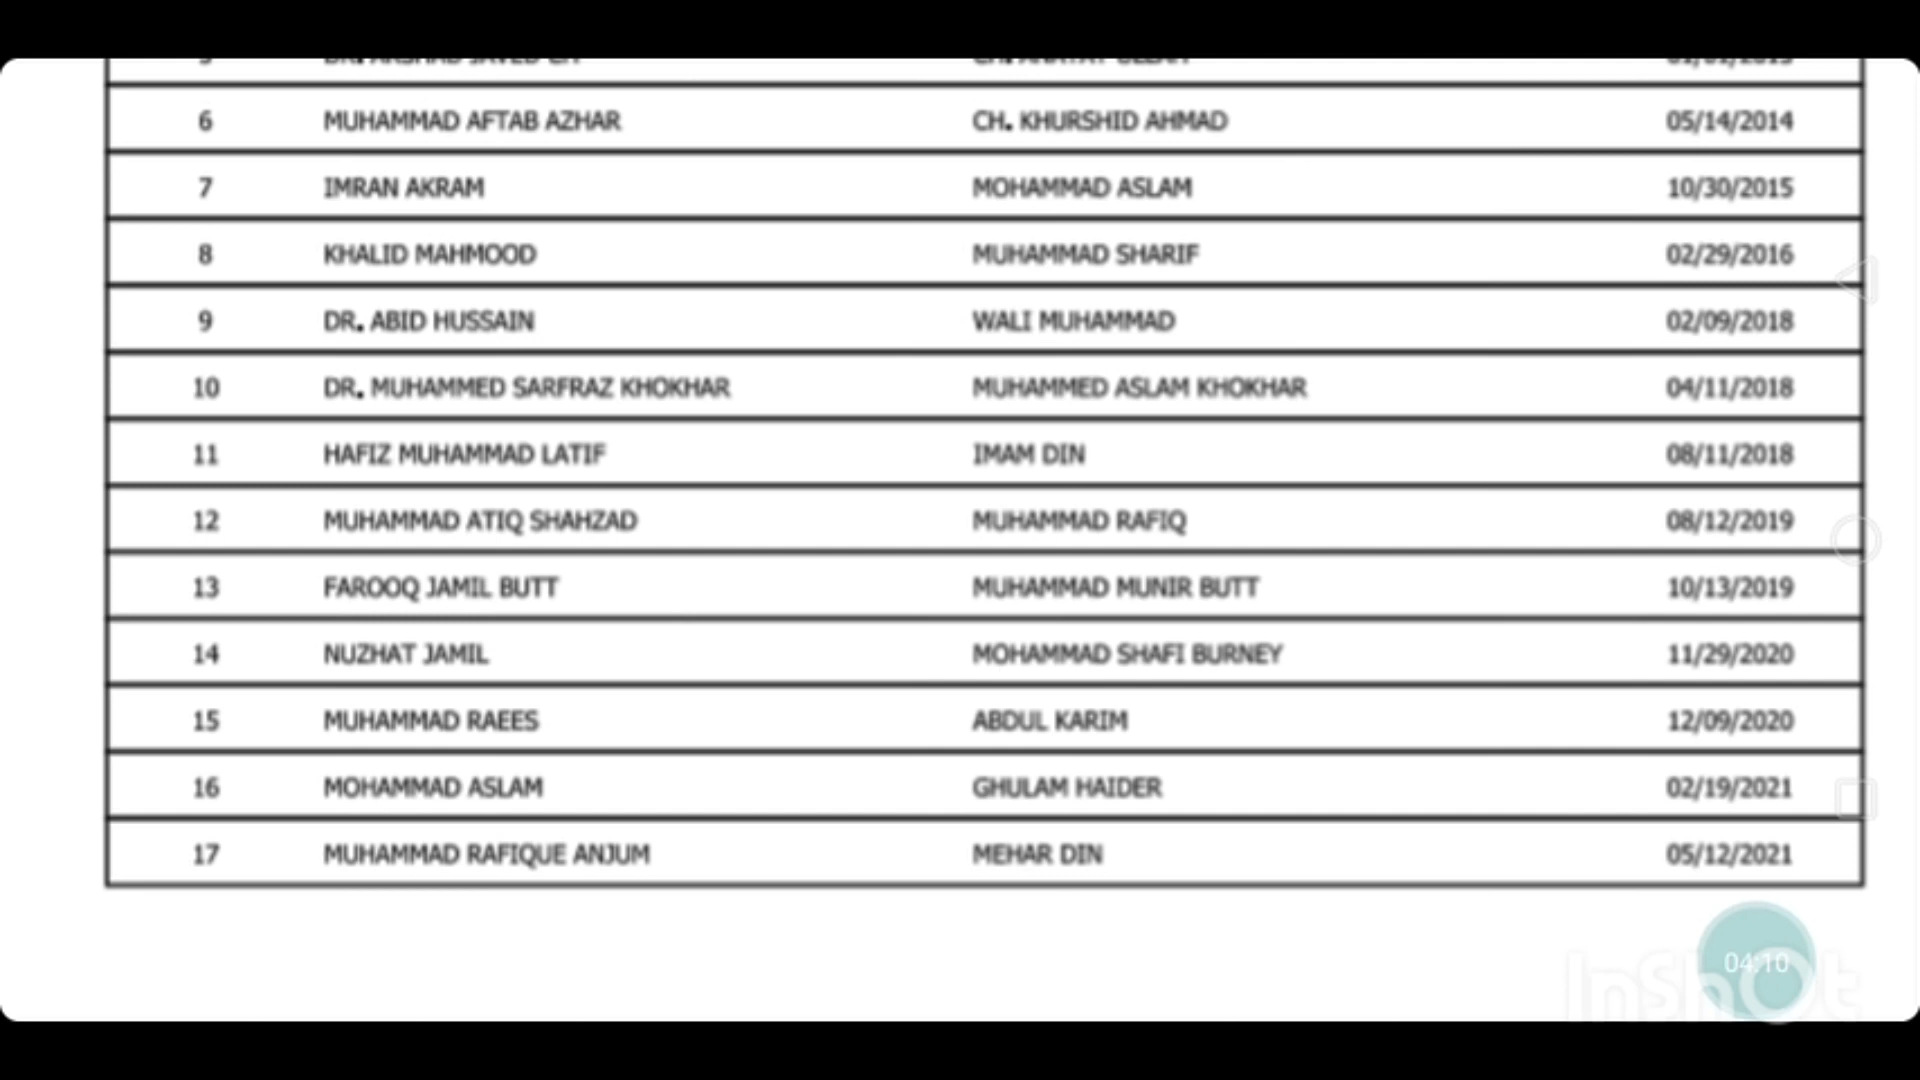 6 MUHAMMAD AFTAB AZHAR CH. KHURSHID AHMAD 05/14/2014
7 IMRAN AKRAM MOHAMMAD ASLAM 10/30/2015
8 KHALID MAHMOOD MUHAMMAD SHARIF 02/29/2016
9 DR. ABID HUSSAIN WALI MUHAMMAD 02/09/2018
10 DR. MUHAMMED SARFRAZ KHOKHAR MUHAMMED ASLAM KHOKHAR 04/11/2018
11 HAFIZ MUHAMMAD LATIF IMAM DIN 08/11/2018
12 MUHAMMAD ATIQ SHAHZAD MUHAMMAD RAFIQ 08/12/2019
13 FAROOQ JAMIL BUTT MUHAMMAD MUNIR BUTT 10/13/2019
14 NUZHAT JAMIL MOHAMMAD SHAFI BURNEY 11/29/2020
15 MUHAMMAD RAEES ABDUL KARIM 12/09/2020
16 MOHAMMAD ASLAM GHULAM HAIDER 02/19/2021
17 MUHAMMAD RAFIQUE ANJUM MEHAR DIN 05/12/2021
04:10
InShOt